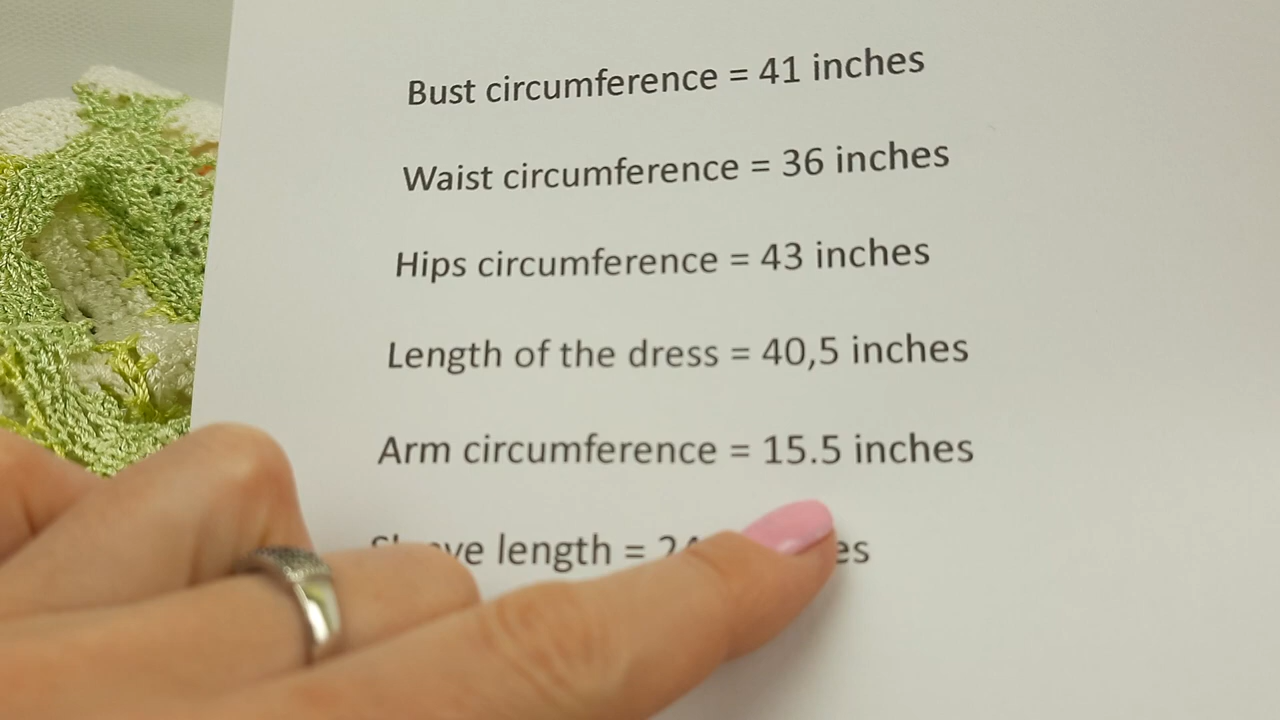 Bust circumference = 41 inches
Waist circumference = 36 inches
Hips circumference = 43 inches
Length of the dress = 40,5 inches
Arm circumference = 15.5 inches
length =